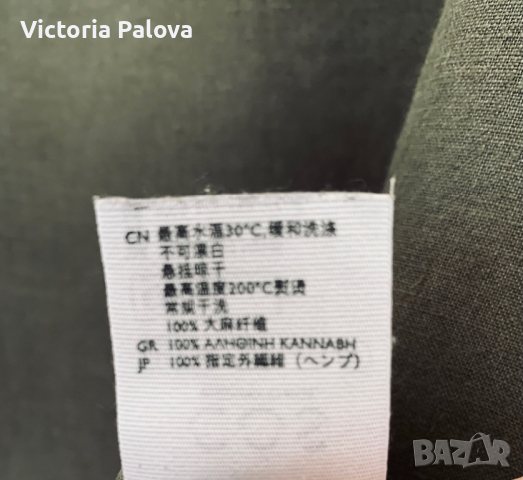 Victoria Palova
CN 最高水温30°C,缓和洗涤
不可漂白
悬挂晾干
最高温度200°C熨烫
常规干洗
100% 大麻纤维
GR 100% ΑΛΗΘΙΝΗ ΚΑΝΝΑΒΗ
JP 100% 指定外繊維 (ヘンプ)
BAZAR
bg